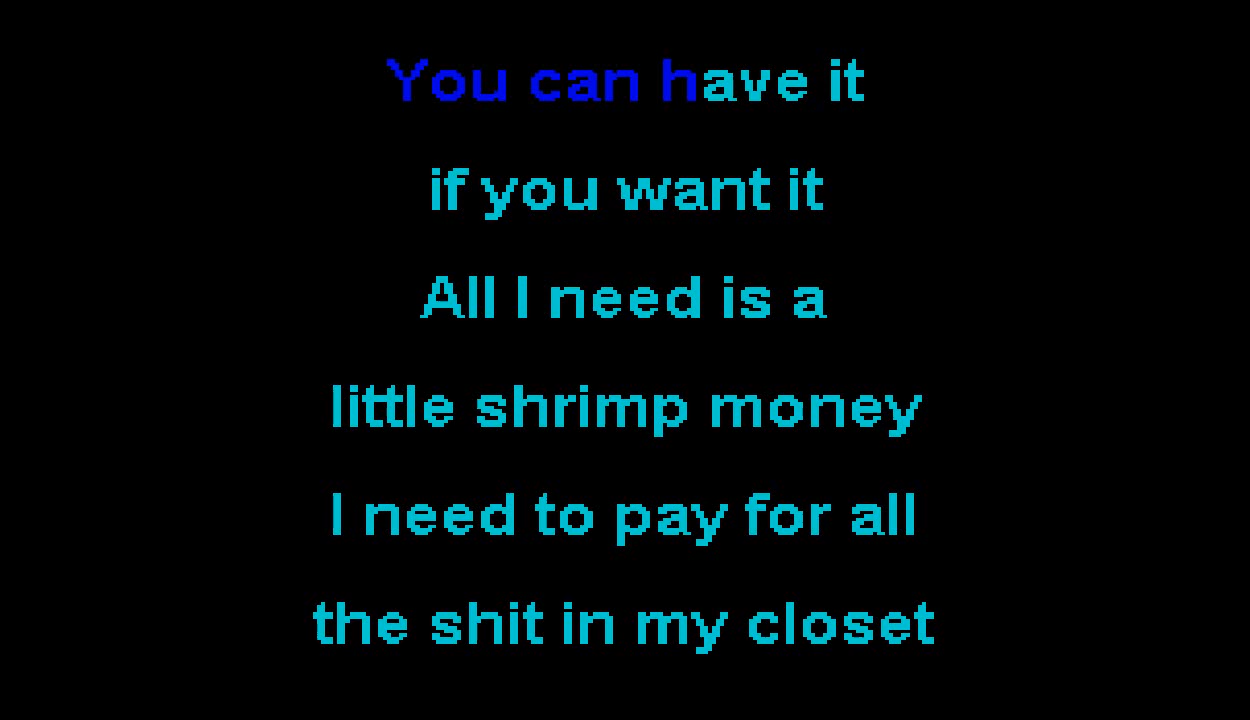 You can have it
if you want it
All I need is a
little shrimp money
I need to pay for all
the shit in my closet